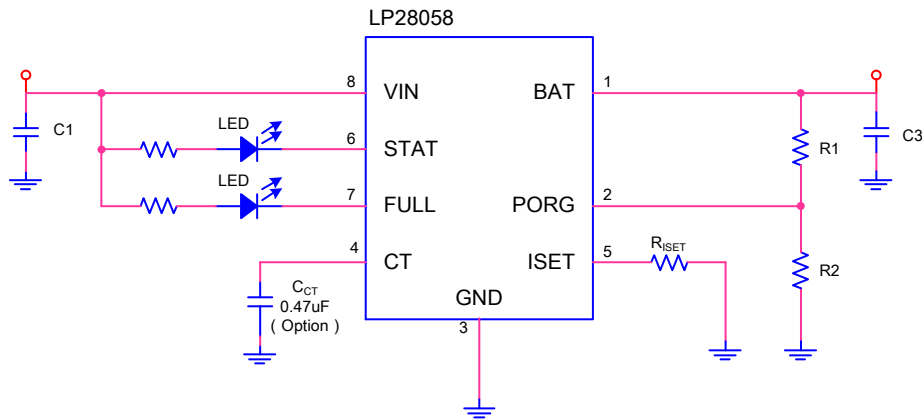 LP28058
8
VIN
BAT
1
C1
LED
6
STAT
R1
C3
LED
7
FULL
PORG
2
4
CT
ISET
5
RISET
R2
CCT
0.47uF
( Option )
GND
3